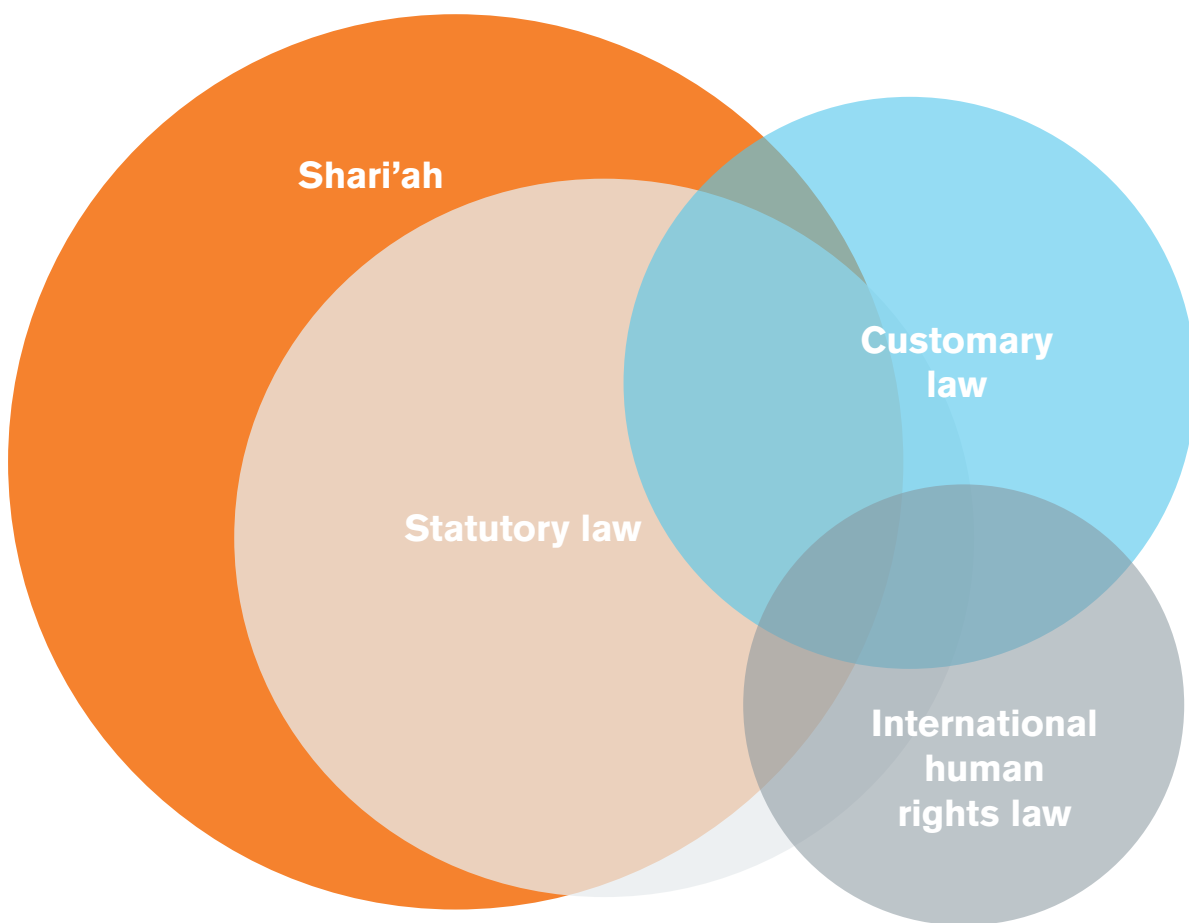 Shari’ah
Customary
law
Statutory law
International
human
rights law